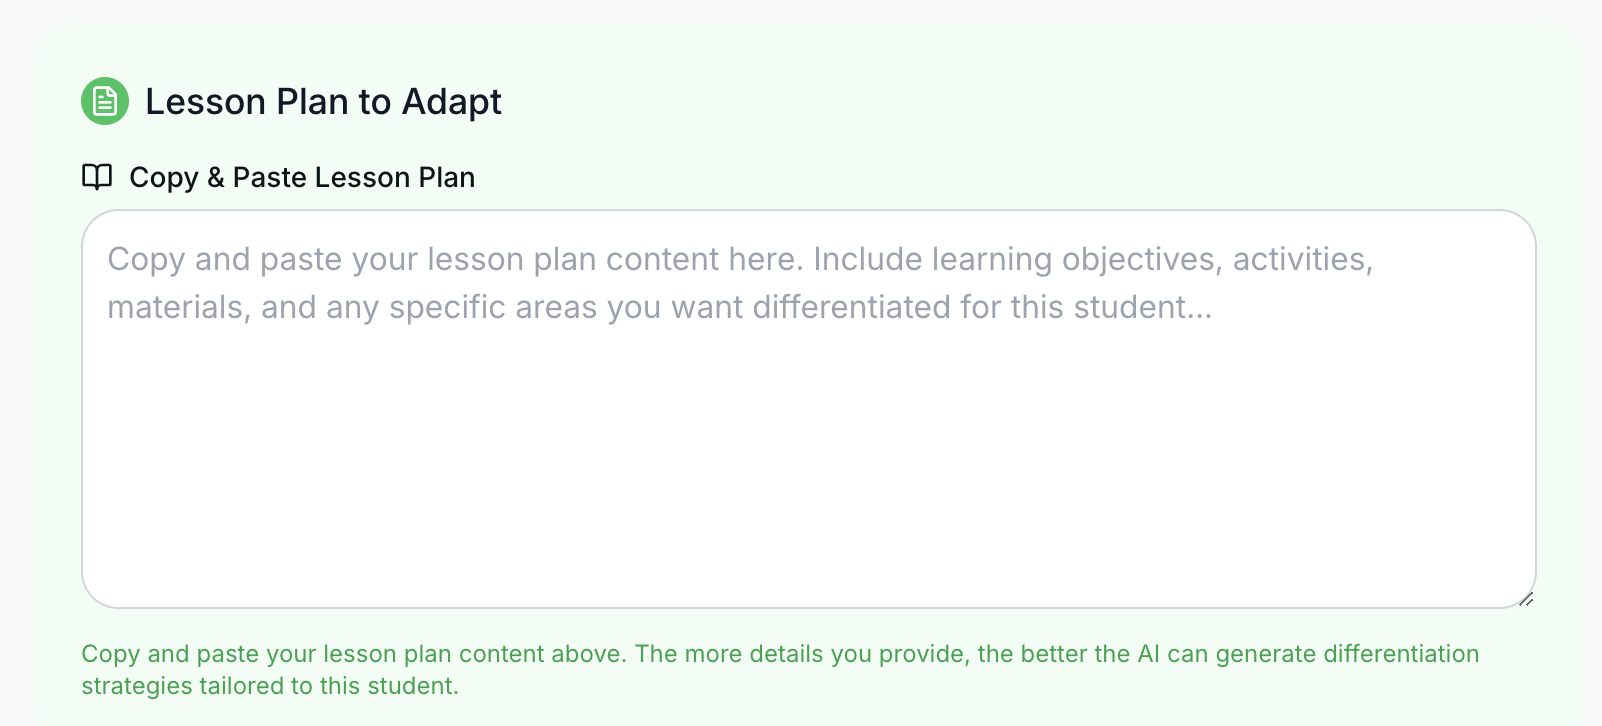 Lesson Plan to Adapt
Copy & Paste Lesson Plan
Copy and paste your lesson plan content here. Include learning objectives, activities,
materials, and any specific areas you want differentiated for this student...
Copy and paste your lesson plan content above. The more details you provide, the better the AI can generate differentiation
strategies tailored to this student.